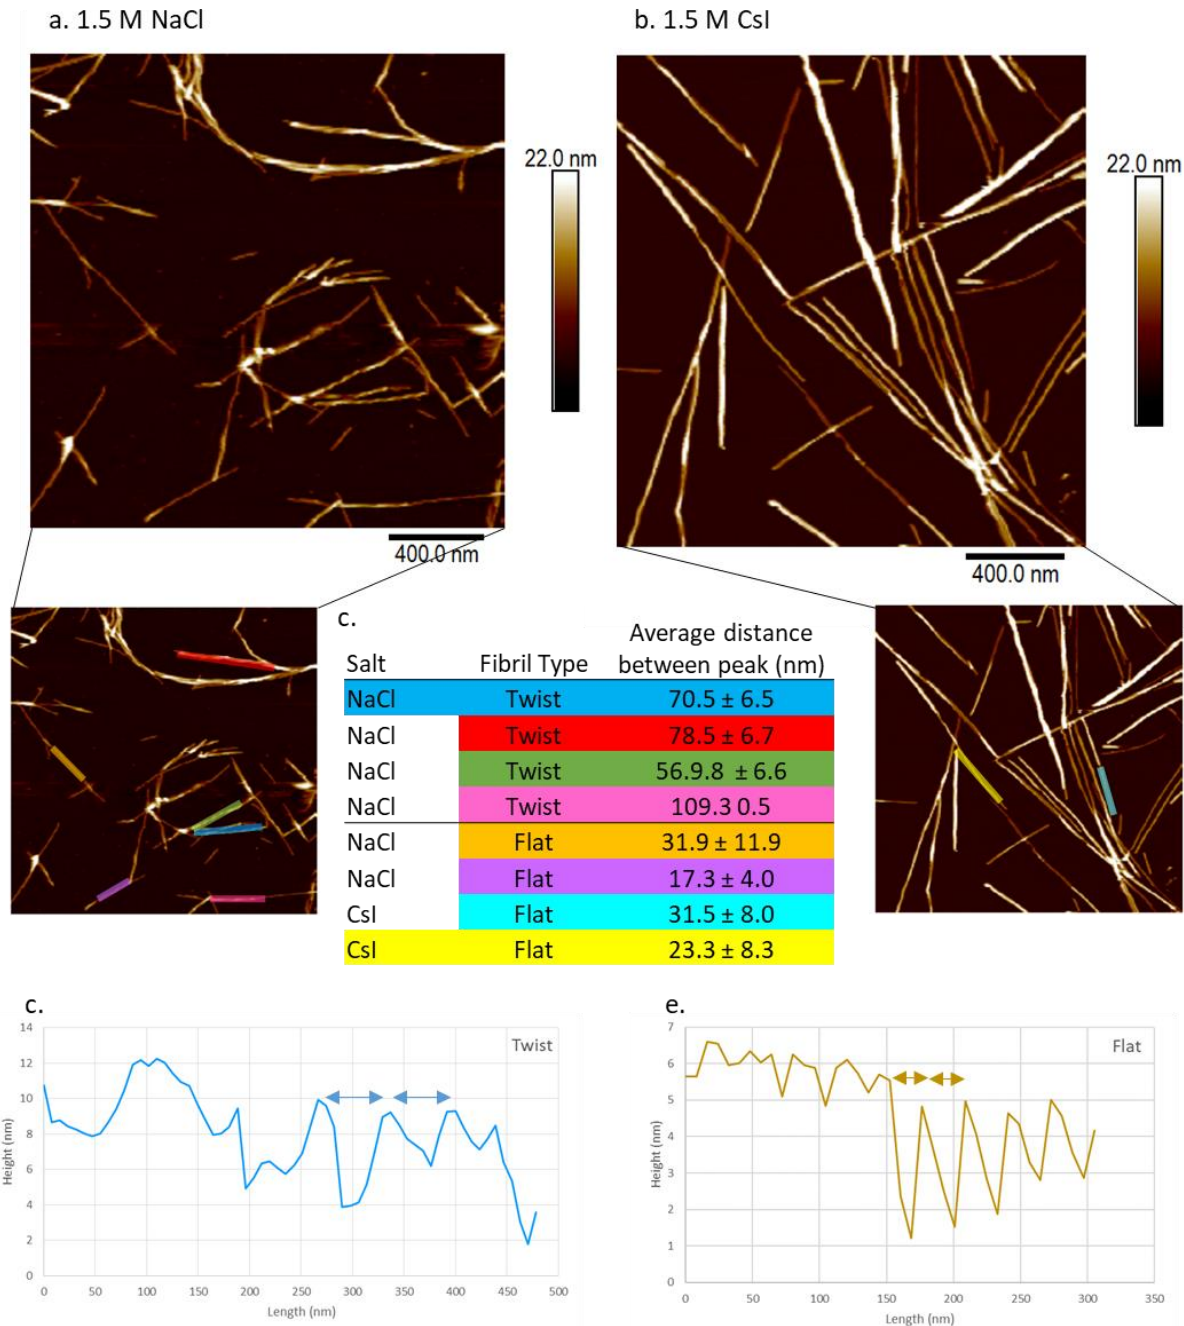 a. 1.5 M NaCl
b. 1.5 M CsI
22.0 nm
22.0 nm
400.0 nm
400.0 nm
c.
Salt Fibril Type Average distance between peak (nm)
NaCl Twist 70.5 ± 6.5
NaCl Twist 78.5 ± 6.7
NaCl Twist 56.9.8 ± 6.6
NaCl Twist 109.3 0.5
NaCl Flat 31.9 ± 11.9
NaCl Flat 17.3 ± 4.0
CsI Flat 31.5 ± 8.0
CsI Flat 23.3 ± 8.3
c.
Twist
14
12
10
8
6
4
2
0
Height (nm)
0 50 100 150 200 250 300 350 400 450 500
Length (nm)
e.
Flat
7
6
5
4
3
2
1
0
Height (nm)
0 50 100 150 200 250 300 350
Length (nm)